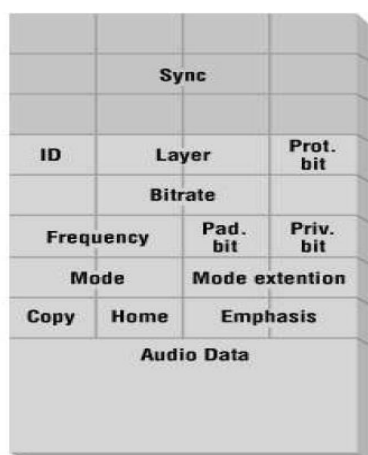 Sync
ID Layer Prot. bit
Bitrate
Frequency Pad. bit Priv. bit
Mode Mode extention
Copy Home Emphasis
Audio Data